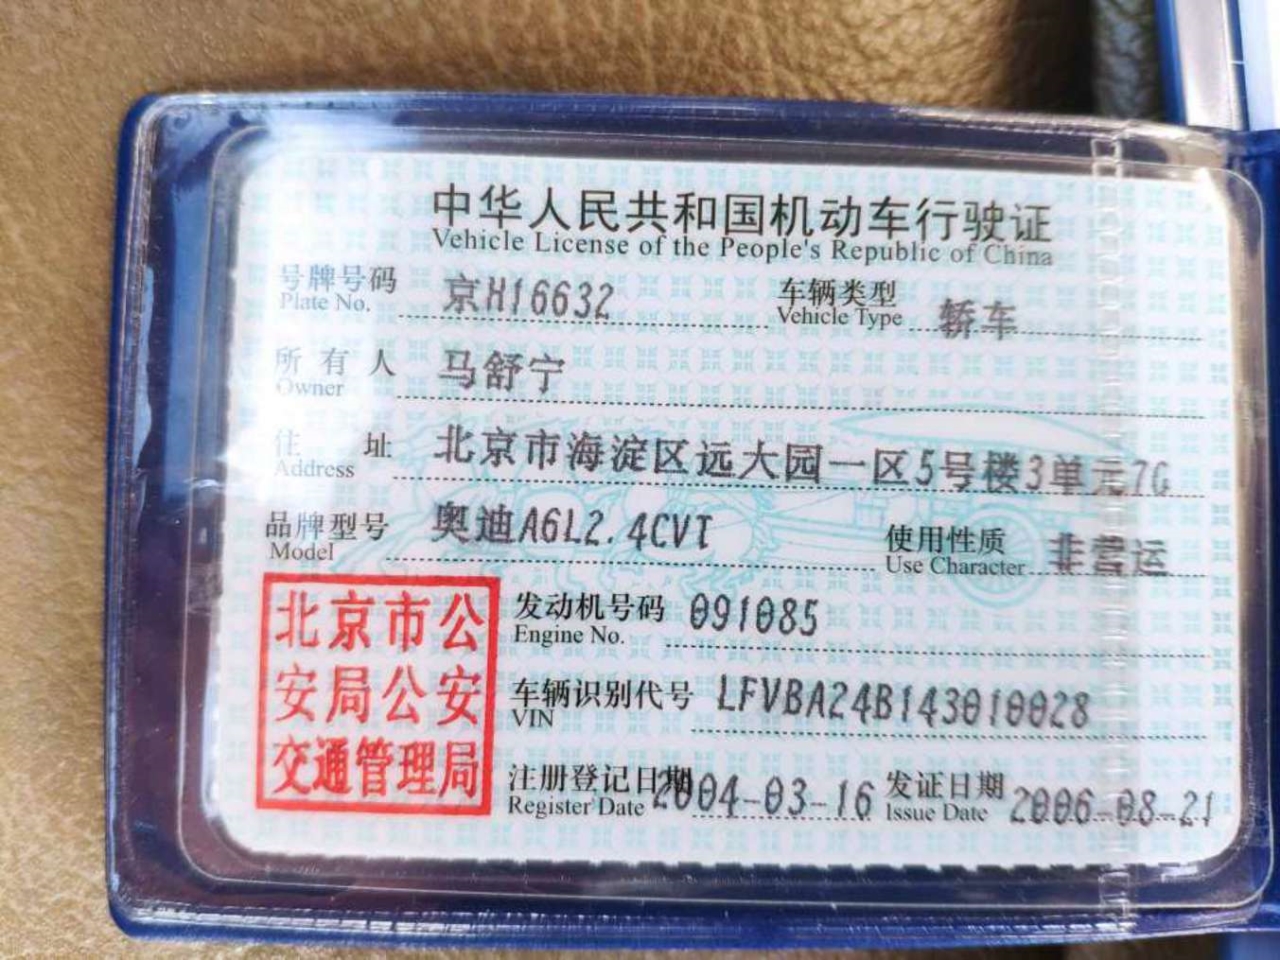 中华人民共和国机动车行驶证
Vehicle License of the People's Republic of China
号牌号码 京H16632 车辆类型 轿车
Plate No. Vehicle Type
所有人 马舒宁
Owner
住址 北京市海淀区远大园一区5号楼3单元7G
Address
品牌型号 奥迪A6L2.4CVT 使用性质 非营运
Model Use Character
北京市公
安局公安
交通管理局
发动机号码 091085
Engine No.
车辆识别代号 LFVBA24B143010028
VIN
注册登记日期 2004-03-16 发证日期 2006-08-21
Register Date Issue Date